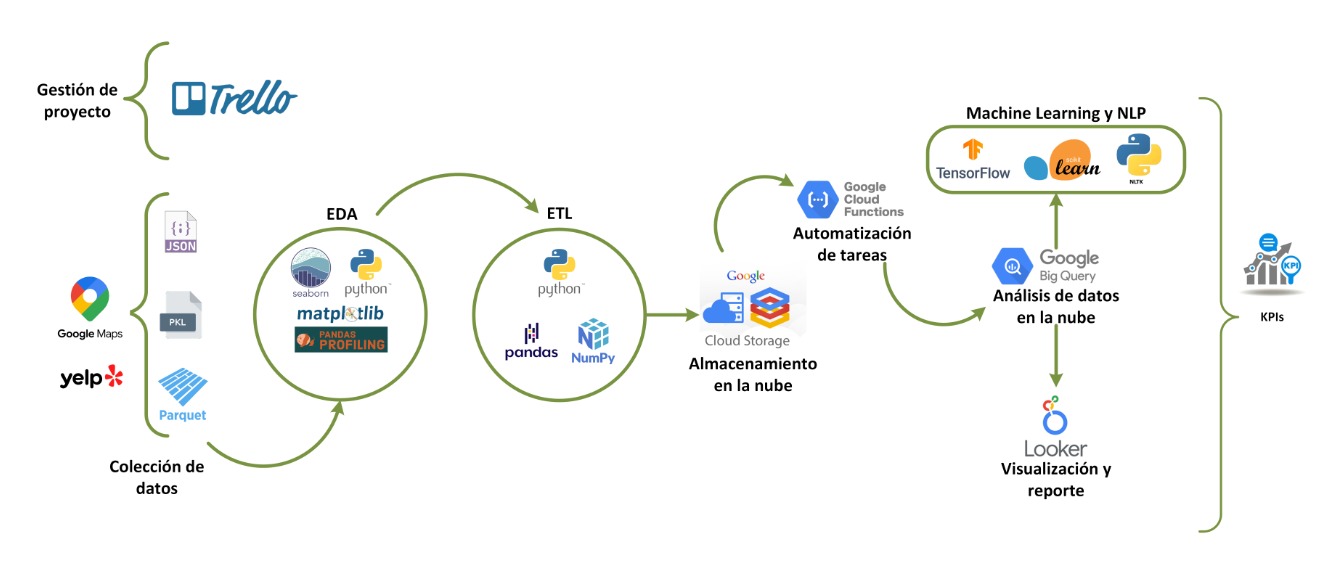 Gestión de
proyecto
Trello
{;}
JSON
Google Maps
PKL
yelp
Parquet
Colección de
datos
EDA
seaborn
python™
matplotlib
PANDAS
PROFILING
ETL
python™
pandas
NumPy
Google
Cloud Storage
Almacenamiento
en la nube
Google
Cloud
Functions
Automatización
de tareas
Machine Learning y NLP
TensorFlow
scikit
learn
NLTK
Google
Big Query
Análisis de datos
en la nube
Looker
Visualización y
reporte
KPI
KPIs